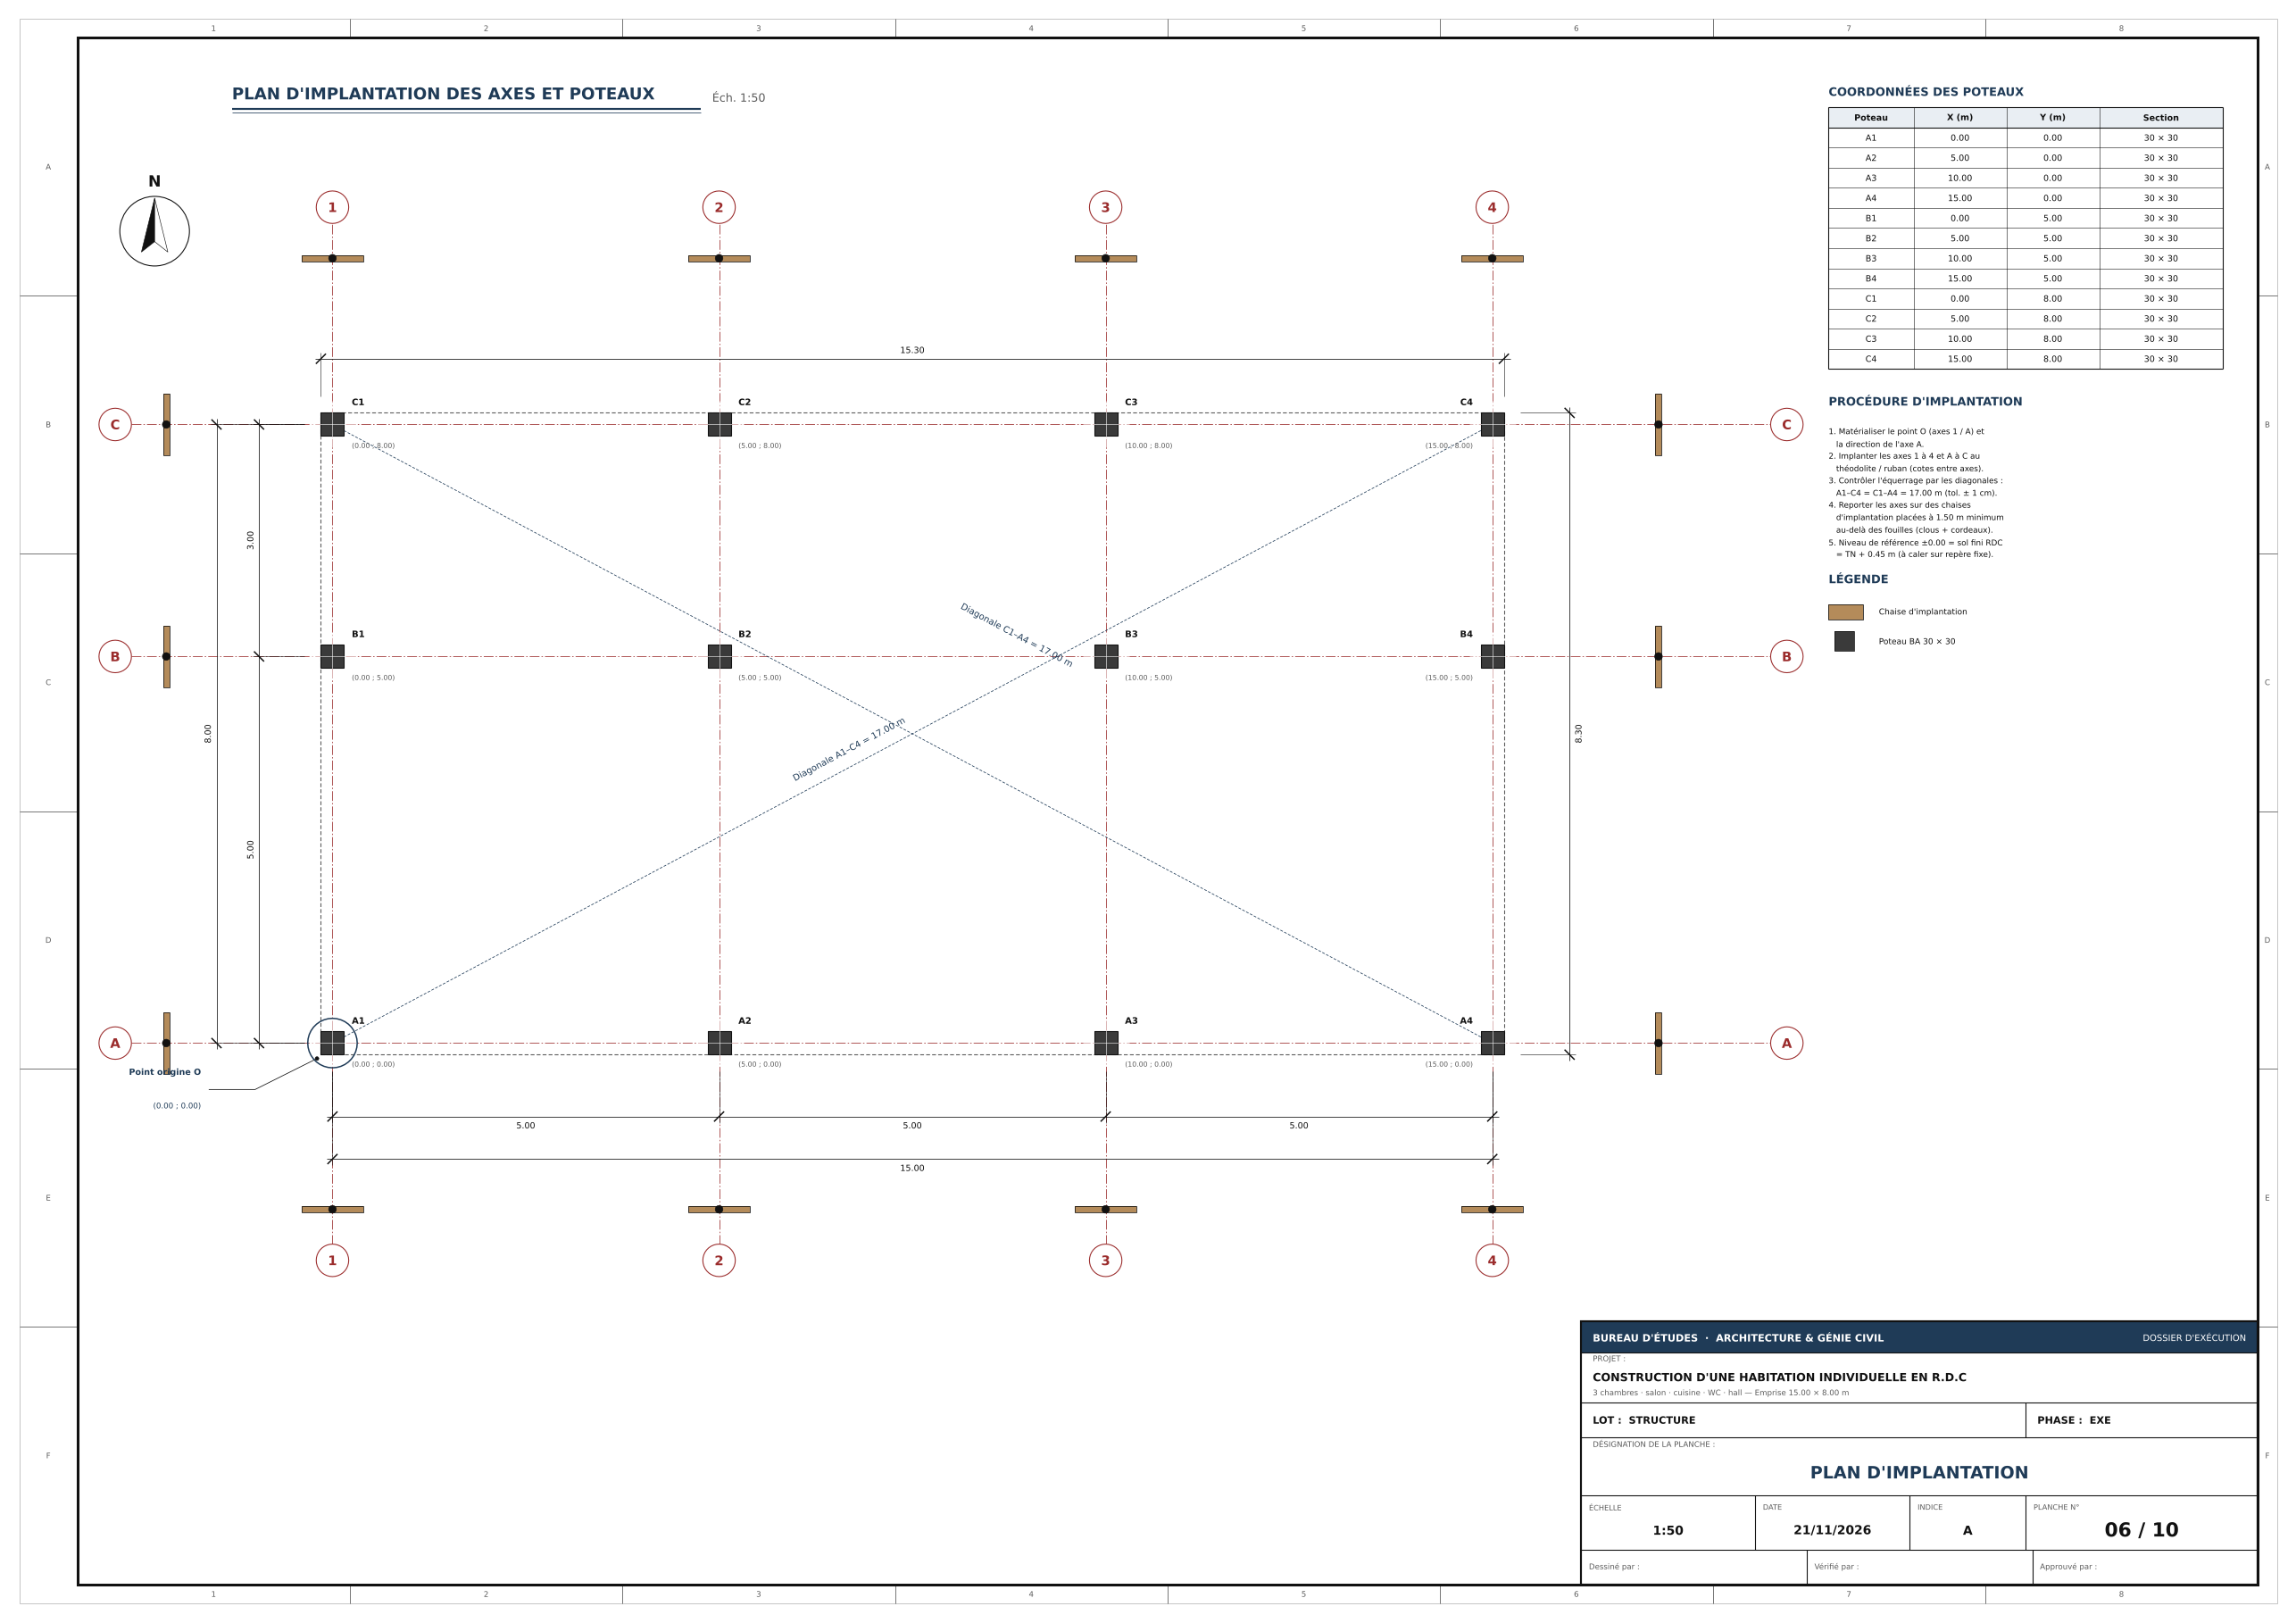 1 2 3 4 5 6 7 8
PLAN D'IMPLANTATION DES AXES ET POTEAUX Éch. 1:50
N
1 2 3 4
15.30
C1 C2 C3 C4
C C
(0.00 ; 8.00) (5.00 ; 8.00) (10.00 ; 8.00) (15.00 ; 8.00)
3.00
Diagonale C1–A4 = 17.00 m
B1 B2 B3 B4
B B
(0.00 ; 5.00) (5.00 ; 5.00) (10.00 ; 5.00) (15.00 ; 5.00)
8.00
8.30
Diagonale A1–C4 = 17.00 m
5.00
A1 A2 A3 A4
A A
(0.00 ; 0.00) (5.00 ; 0.00) (10.00 ; 0.00) (15.00 ; 0.00)
Point origine O
(0.00 ; 0.00)
5.00 5.00 5.00
15.00
1 2 3 4
COORDONNÉES DES POTEAUX
Poteau X (m) Y (m) Section
A1 0.00 0.00 30 × 30
A2 5.00 0.00 30 × 30
A3 10.00 0.00 30 × 30
A4 15.00 0.00 30 × 30
B1 0.00 5.00 30 × 30
B2 5.00 5.00 30 × 30
B3 10.00 5.00 30 × 30
B4 15.00 5.00 30 × 30
C1 0.00 8.00 30 × 30
C2 5.00 8.00 30 × 30
C3 10.00 8.00 30 × 30
C4 15.00 8.00 30 × 30
PROCÉDURE D'IMPLANTATION
1. Matérialiser le point O (axes 1 / A) et
la direction de l'axe A.
2. Implanter les axes 1 à 4 et A à C au
théodolite / ruban (cotes entre axes).
3. Contrôler l'équerrage par les diagonales :
A1–C4 = C1–A4 = 17.00 m (tol. ± 1 cm).
4. Reporter les axes sur des chaises
d'implantation placées à 1.50 m minimum
au-delà des fouilles (clous + cordeaux).
5. Niveau de référence ±0.00 = sol fini RDC
= TN + 0.45 m (à caler sur repère fixe).
LÉGENDE
Chaise d'implantation
Poteau BA 30 × 30
A A
B B
C C
D D
E E
F F
BUREAU D'ÉTUDES · ARCHITECTURE & GÉNIE CIVIL DOSSIER D'EXÉCUTION
PROJET :
CONSTRUCTION D'UNE HABITATION INDIVIDUELLE EN R.D.C
3 chambres · salon · cuisine · WC · hall — Emprise 15.00 × 8.00 m
LOT : STRUCTURE PHASE : EXE
DÉSIGNATION DE LA PLANCHE :
PLAN D'IMPLANTATION
ÉCHELLE DATE INDICE PLANCHE N°
1:50 21/11/2026 A 06 / 10
Dessiné par : Vérifié par : Approuvé par :
1 2 3 4 5 6 7 8